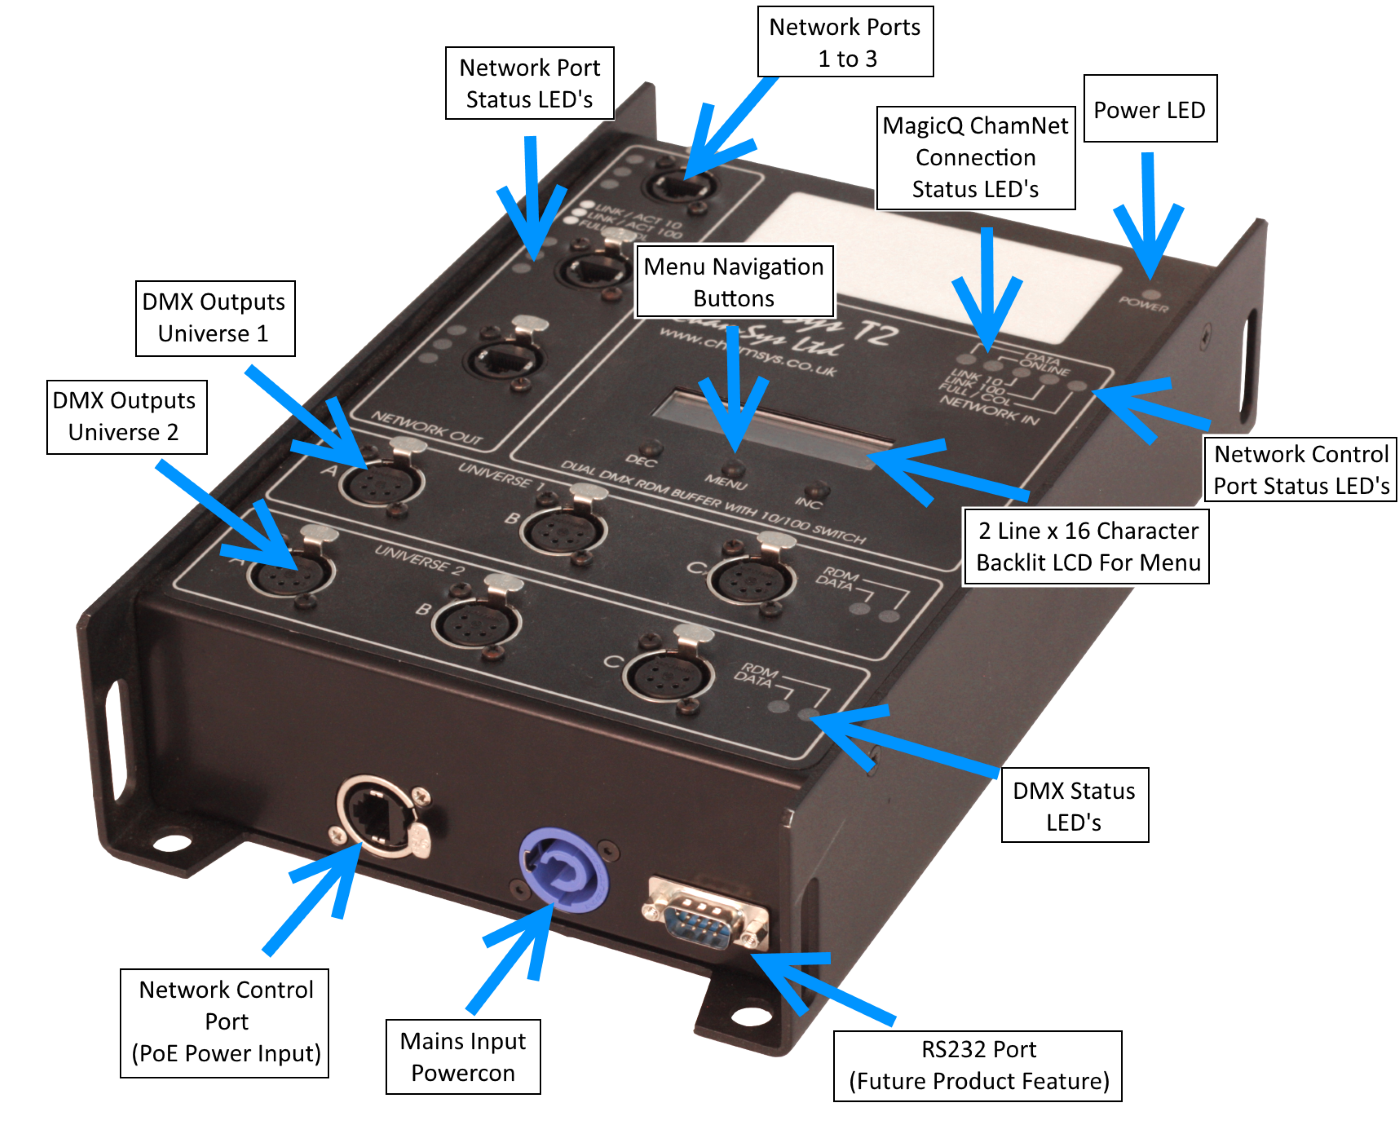 Network Ports
1 to 3
Network Port
Status LED's
Power LED
MagicQ ChamNet
Connection
Status LED's
LINK / ACT 10
LINK / ACT 100
FULL
COL
Menu Navigation
Buttons
POWER
DMX Outputs
Universe 1
T2
Ltd
www.chamsys.co.uk
DATA
ONLINE
LINK 10
LINK 100
FULL / COL
NETWORK IN
DMX Outputs
Universe 2
NETWORK OUT
DEC
MENU
INC
Network Control
Port Status LED's
DUAL DMX RDM BUFFER WITH 10/100 SWITCH
2 Line x 16 Character
Backlit LCD For Menu
A
UNIVERSE 1
B
C
RDM
DATA
A
UNIVERSE 2
B
C
RDM
DATA
DMX Status
LED's
Network Control
Port
(PoE Power Input)
Mains Input
Powercon
RS232 Port
(Future Product Feature)